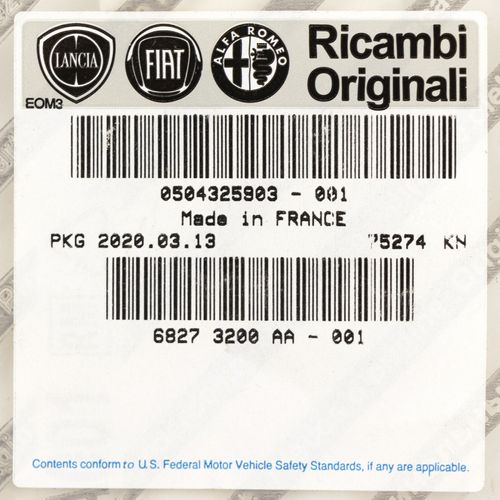 LANCIA FIAT ALFA ROMEO Ricambi
Originali
EOM3
0504325903 - 001
Made in FRANCE
PKG 2020.03.13 75274 KN
6827 3200 AA - 001
Contents conform to U.S. Federal Motor Vehicle Safety Standards, if any are applicable.